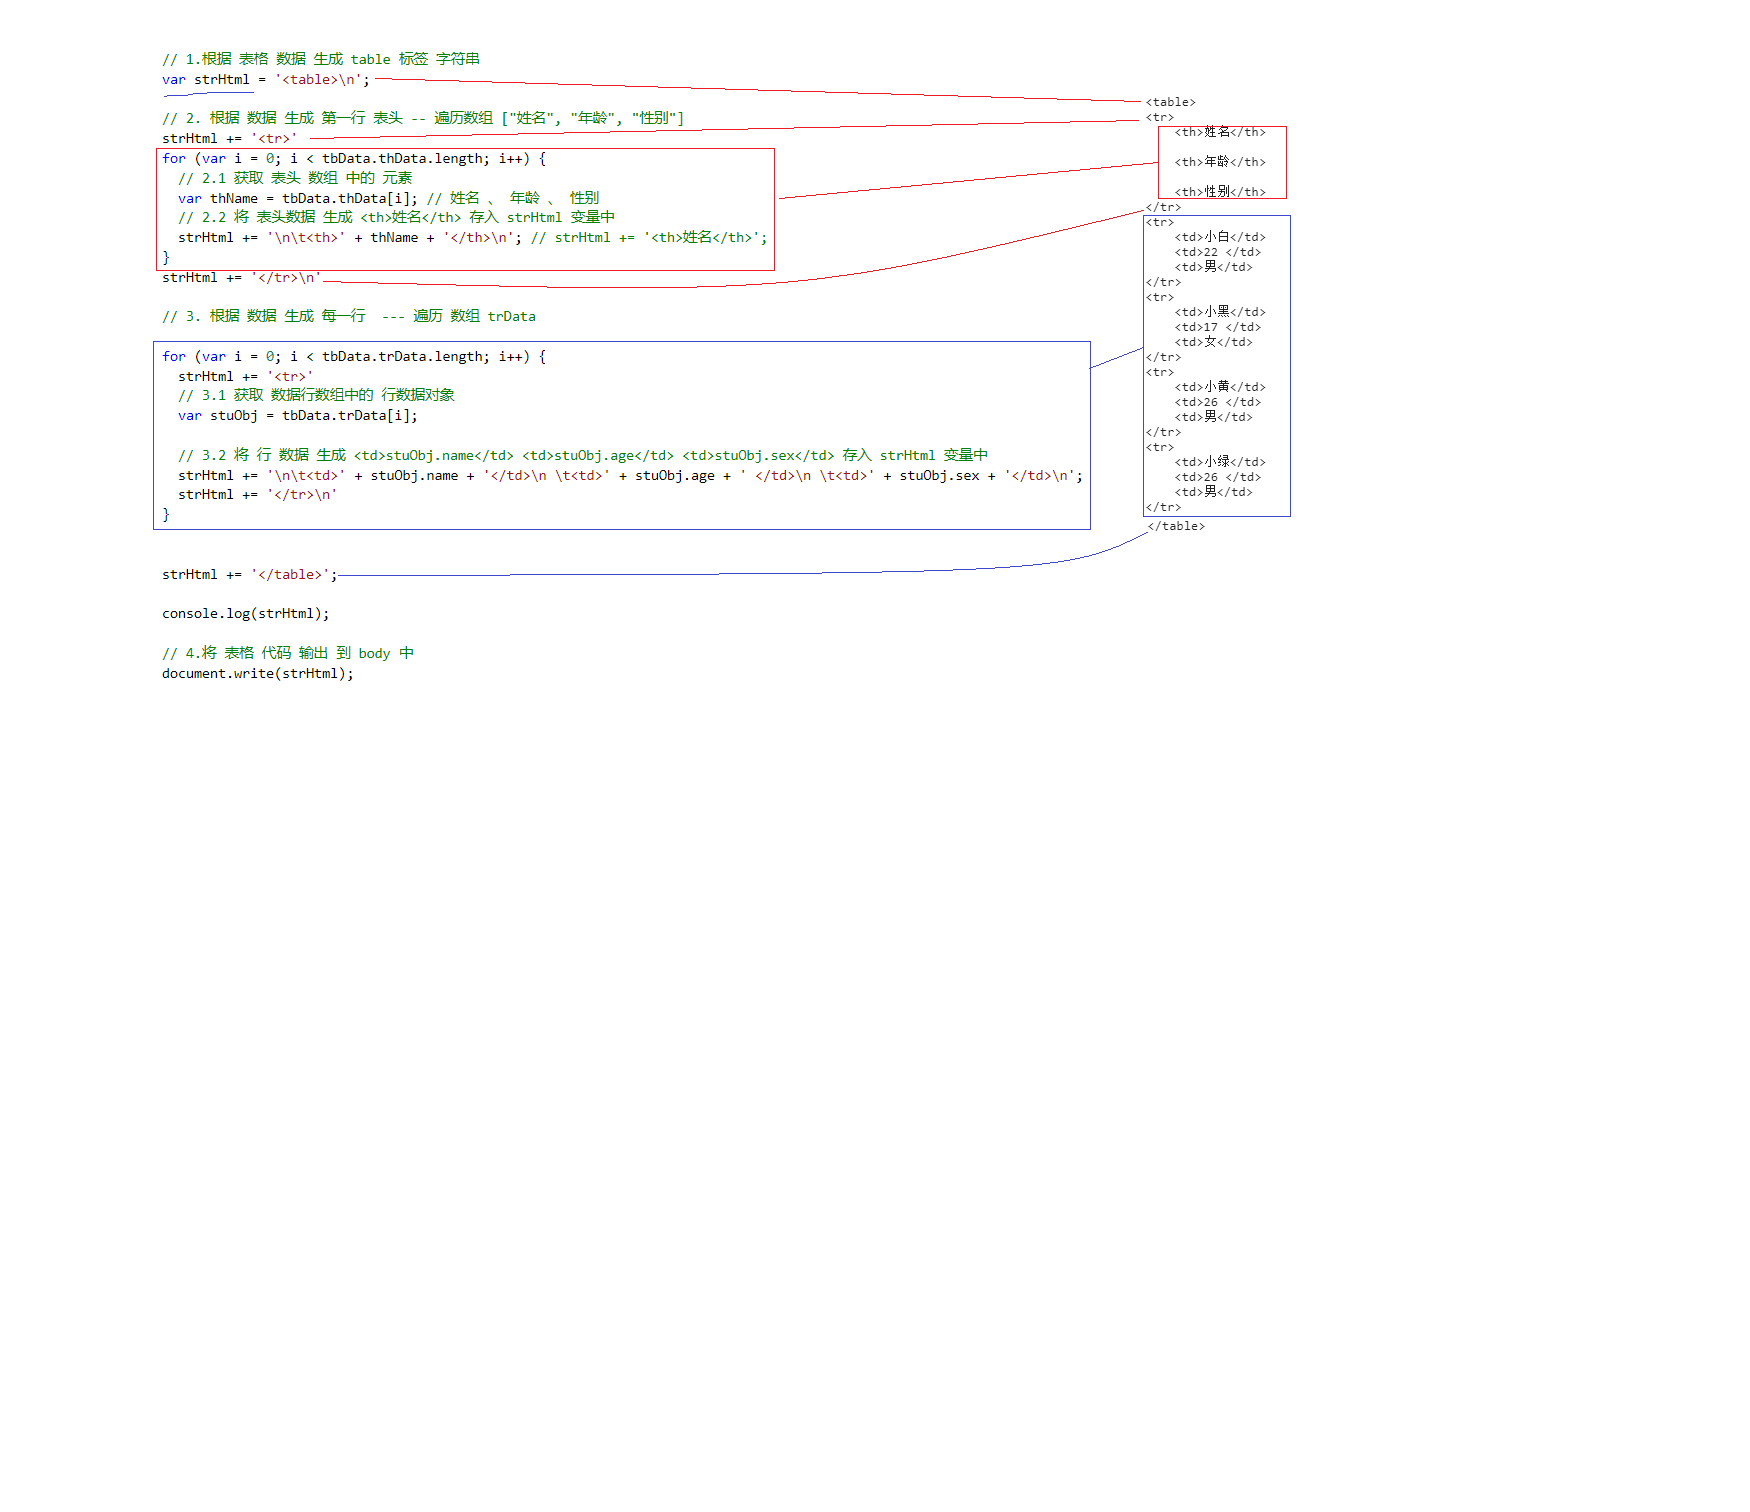 // 1.根据 表格 数据 生成 table 标签 字符串
var strHtml = '<table>\n';
// 2. 根据 数据 生成 第一行 表头 -- 遍历数组 ["姓名", "年龄", "性别"]
strHtml += '<tr>'
for (var i = 0; i < tbData.thData.length; i++) {
  // 2.1 获取 表头 数组 中的 元素
  var thName = tbData.thData[i]; // 姓名 、 年龄 、 性别
  // 2.2 将 表头数据 生成 <th>姓名</th> 存入 strHtml 变量中
  strHtml += '\n\t<th>' + thName + '</th>\n'; // strHtml += '<th>姓名</th>';
}
strHtml += '</tr>\n'
// 3. 根据 数据 生成 每一行  --- 遍历 数组 trData
for (var i = 0; i < tbData.trData.length; i++) {
  strHtml += '<tr>'
  // 3.1 获取 数据行数组中的 行数据对象
  var stuObj = tbData.trData[i];
  // 3.2 将 行 数据 生成 <td>stuObj.name</td> <td>stuObj.age</td> <td>stuObj.sex</td> 存入 strHtml 变量中
  strHtml += '\n\t<td>' + stuObj.name + '</td>\n \t<td>' + stuObj.age + ' </td>\n \t<td>' + stuObj.sex + '</td>\n';
  strHtml += '</tr>\n'
}
strHtml += '</table>';
console.log(strHtml);
// 4.将 表格 代码 输出 到 body 中
document.write(strHtml);
<table>
<tr>
    <th>姓名</th>
    <th>年龄</th>
    <th>性别</th>
</tr>
<tr>
    <td>小白</td>
    <td>22 </td>
    <td>男</td>
</tr>
<tr>
    <td>小黑</td>
    <td>17 </td>
    <td>女</td>
</tr>
<tr>
    <td>小黄</td>
    <td>26 </td>
    <td>男</td>
</tr>
<tr>
    <td>小绿</td>
    <td>26 </td>
    <td>男</td>
</tr>
</table>